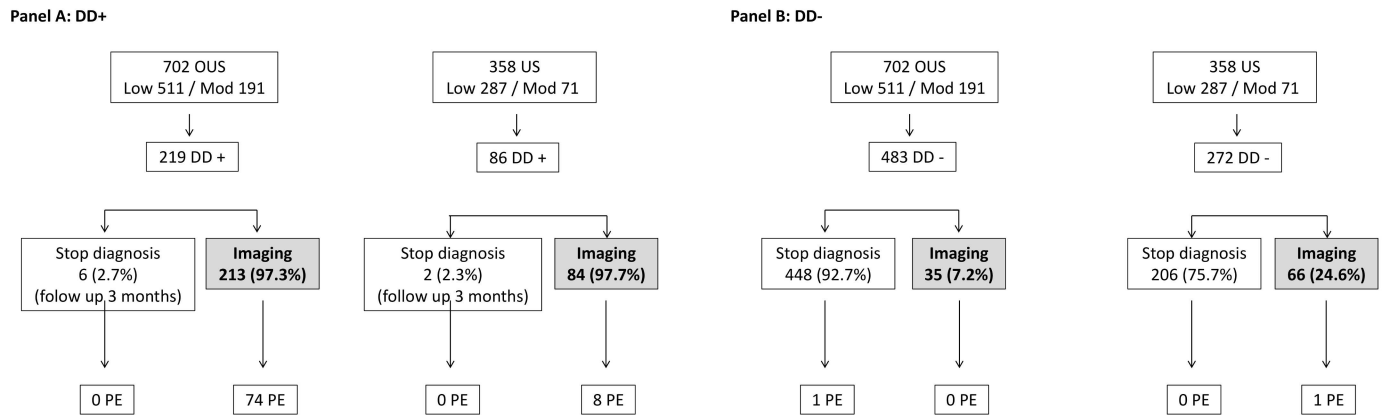 Panel A: DD+
702 OUS
Low 511 / Mod 191
219 DD +
Stop diagnosis
6 (2.7%)
(folow up 3 months)
Imaging
213 (97.3%)
0 PE
74 PE
358 US
Low 287 / Mod 71
86 DD +
Stop diagnosis
2 (2.3%)
(follow up 3 months)
Imaging
84 (97.7%)
0 PE
8 PE
Panel B: DD-
702 OUS
Low 511 / Mod 191
483 DD -
Stop diagnosis
448 (92.7%)
Imaging
35 (7.2%)
1 PE
0 PE
358 US
Low 287 / Mod 71
272 DD -
Stop diagnosis
206 (75.7%)
Imaging
66 (24.6%)
0 PE
1 PE